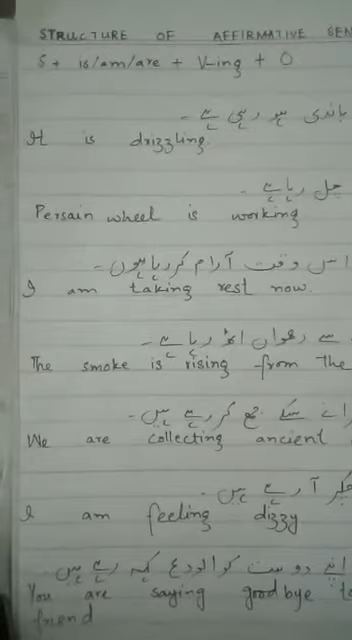 STRUCTURE OF AFFIRMATIVE SEN
S + is/am/are + V-ing + O
باندی ہو رہی ہے -
It is drizzling.
چل رہا ہے -
Persain wheel is working
اس وقت آرام کر رہا ہوں -
I am taking rest now.
سے دھواں اٹھ رہا ہے -
The smoke is rising from the
سکے جمع کر رہے ہیں -
We are collecting ancient
چکر آ رہے ہیں -
I am feeling dizzy
اپنے دوست کو الوداع کہہ رہے ہیں -
You are saying goodbye to
friend